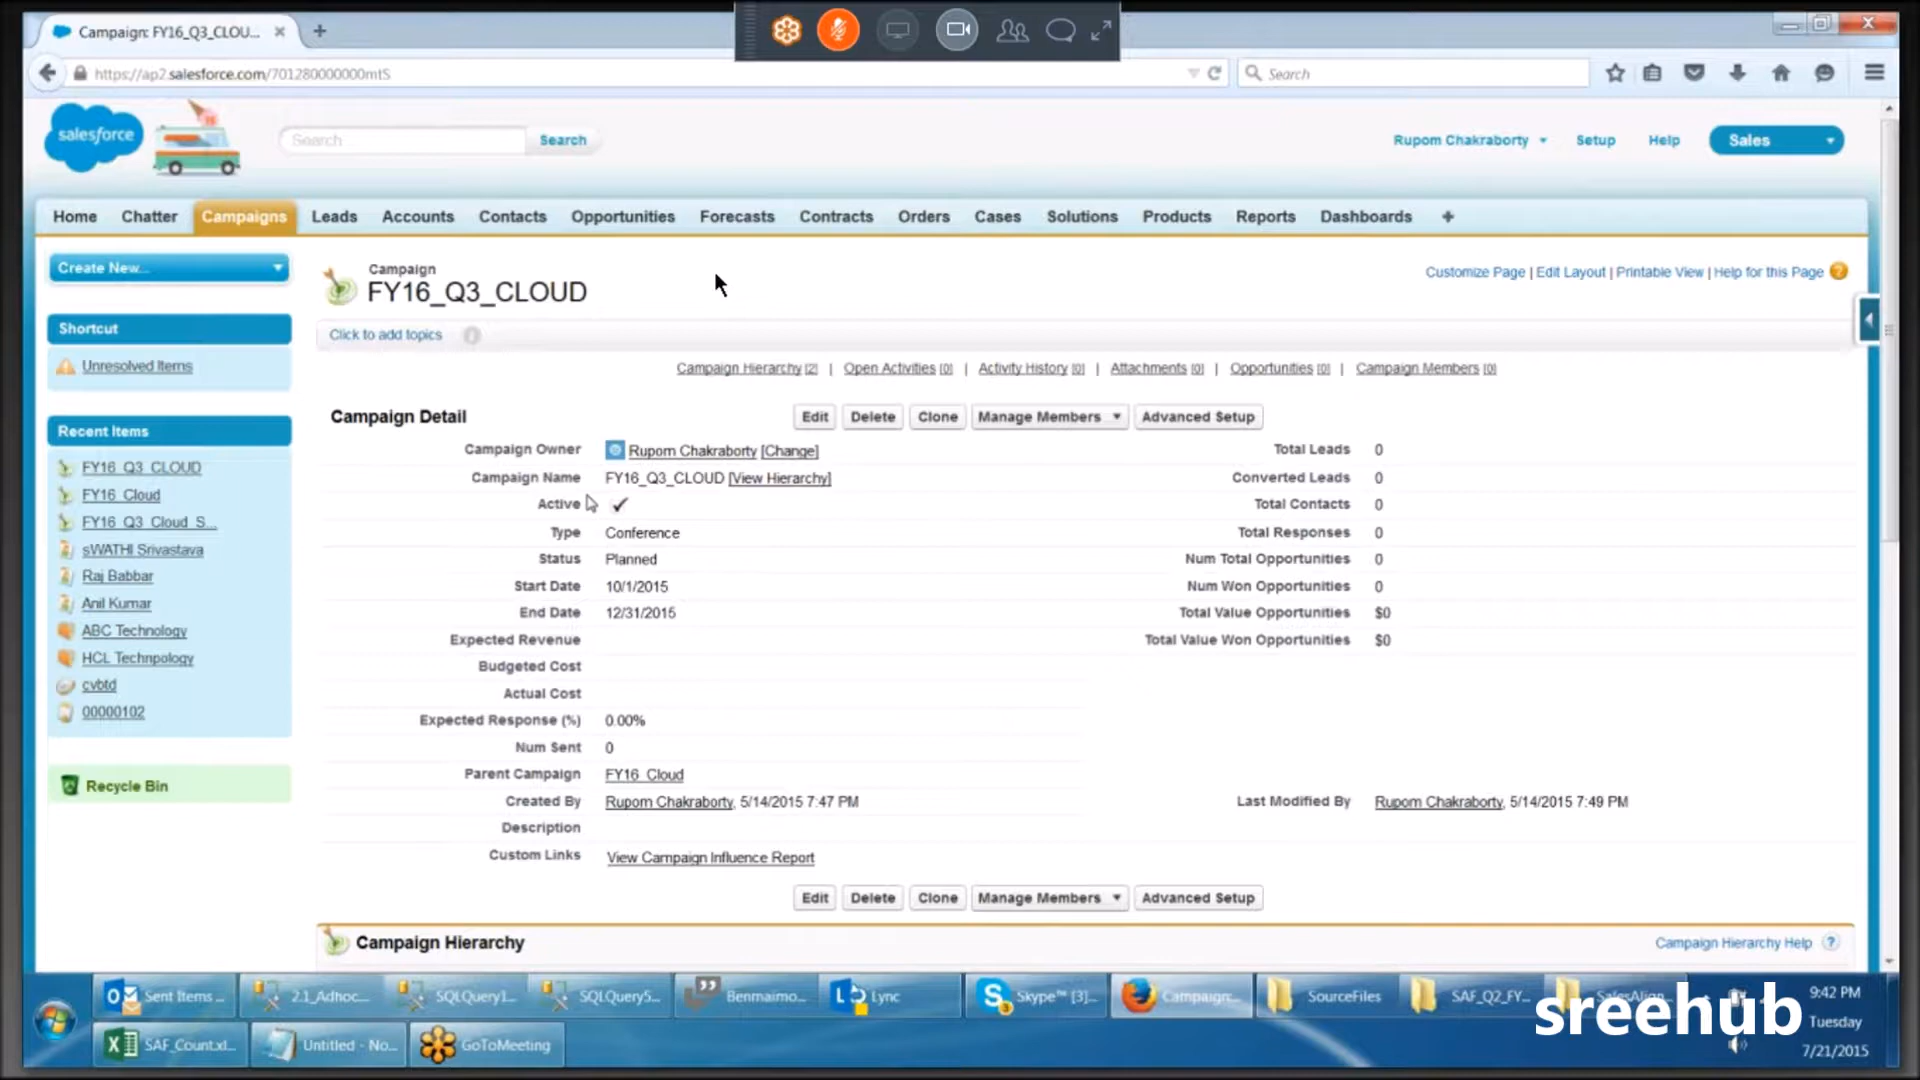 Campaign: FY16_Q3_CLOU...
https://ap2.salesforce.com/701280000000mtS
Search
salesforce
Search
Search
Rupom Chakraborty
Setup
Help
Sales
Home
Chatter
Campaigns
Leads
Accounts
Contacts
Opportunities
Forecasts
Contracts
Orders
Cases
Solutions
Products
Reports
Dashboards
+
Create New...
Shortcut
Unresolved Items
Recent Items
FY16_Q3_CLOUD
FY16_Cloud
FY16_Q3_Cloud_S...
sWATHI Srivastava
Raj Babbar
Anil Kumar
ABC Technology
HCL Technpology
cvbtd
00000102
Recycle Bin
Campaign
FY16_Q3_CLOUD
Customize Page | Edit Layout | Printable View | Help for this Page ?
Click to add topics
Campaign Hierarchy [2] | Open Activities [0] | Activity History [0] | Attachments [0] | Opportunities [0] | Campaign Members [0]
Campaign Detail
Edit
Delete
Clone
Manage Members
Advanced Setup
Campaign Owner Rupom Chakraborty [Change]
Total Leads 0
Campaign Name FY16_Q3_CLOUD [View Hierarchy]
Converted Leads 0
Active
Total Contacts 0
Type Conference
Total Responses 0
Status Planned
Num Total Opportunities 0
Start Date 10/1/2015
Num Won Opportunities 0
End Date 12/31/2015
Total Value Opportunities $0
Expected Revenue
Total Value Won Opportunities $0
Budgeted Cost
Actual Cost
Expected Response (%) 0.00%
Num Sent 0
Parent Campaign FY16_Cloud
Created By Rupom Chakraborty, 5/14/2015 7:47 PM
Last Modified By Rupom Chakraborty, 5/14/2015 7:49 PM
Description
Custom Links View Campaign Influence Report
Edit
Delete
Clone
Manage Members
Advanced Setup
Campaign Hierarchy
Campaign Hierarchy Help ?
Sent Items ...
2.1_Adhoc...
SQLQuery1...
SQLQuery5...
Benmaimo...
Lync
Skype™ [3]...
Campaign...
SourceFiles
SAF_Q2_FY...
SalesAlign...
9:42 PM
Tuesday
7/21/2015
SAF_Count.xl...
Untitled - No...
GoToMeeting
sreehub